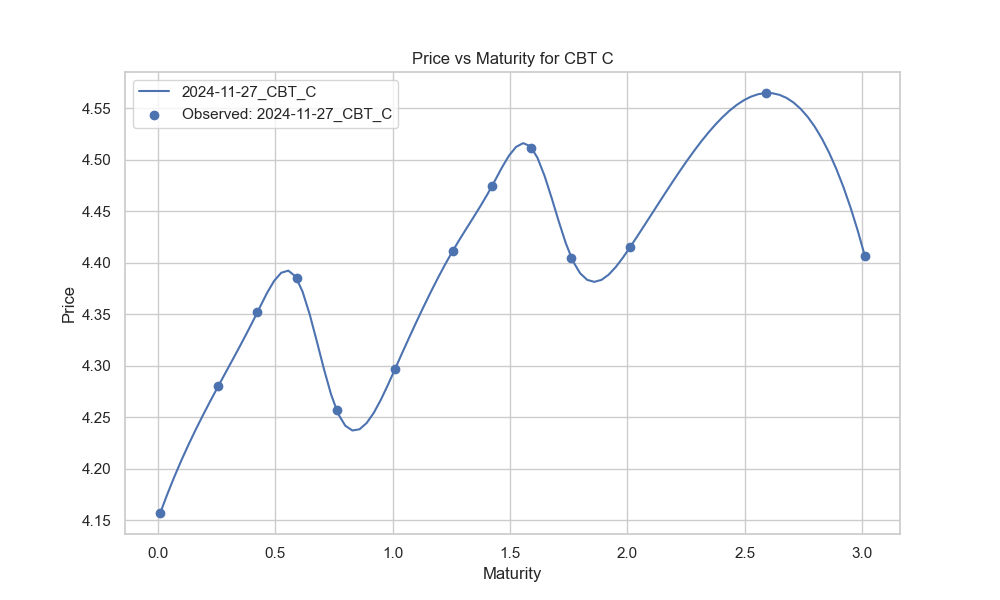 Price vs Maturity for CBT C
2024-11-27_CBT_C
Observed: 2024-11-27_CBT_C
Price
4.55
4.50
4.45
4.40
4.35
4.30
4.25
4.20
4.15
0.0 0.5 1.0 1.5 2.0 2.5 3.0
Maturity